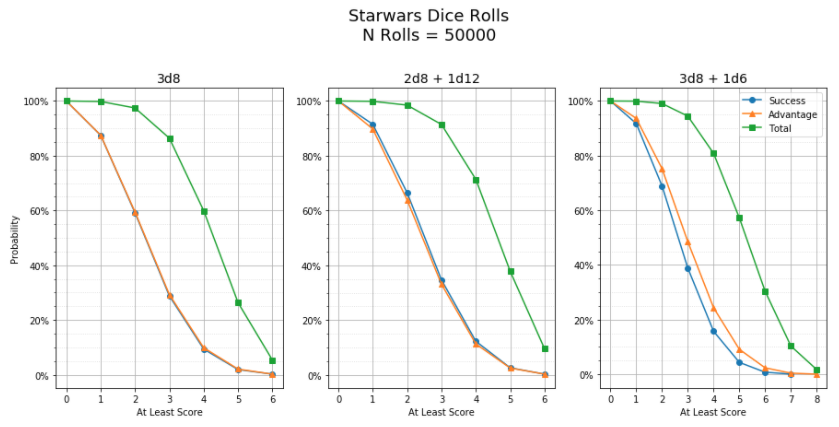 Starwars Dice Rolls
N Rolls = 50000
3d8
2d8 + 1d12
3d8 + 1d6
100%
80%
60%
40%
20%
0%
Probability
0 1 2 3 4 5 6
At Least Score
100%
80%
60%
40%
20%
0%
0 1 2 3 4 5 6
At Least Score
100%
80%
60%
40%
20%
0%
0 1 2 3 4 5 6 7 8
At Least Score
Success
Advantage
Total